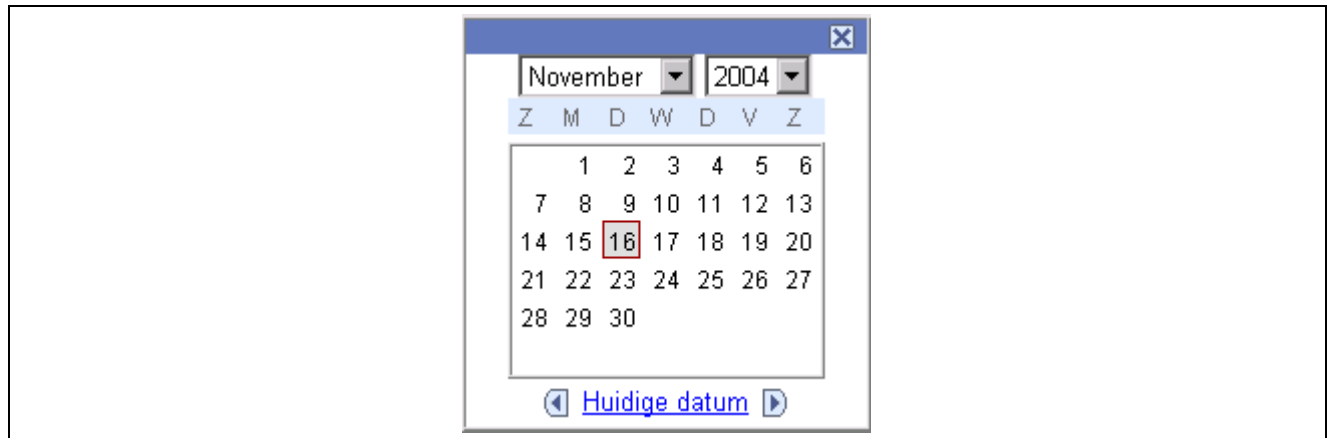 November 2004
Z M D W D V Z
1 2 3 4 5 6
7 8 9 10 11 12 13
14 15 16 17 18 19 20
21 22 23 24 25 26 27
28 29 30
Huidige datum